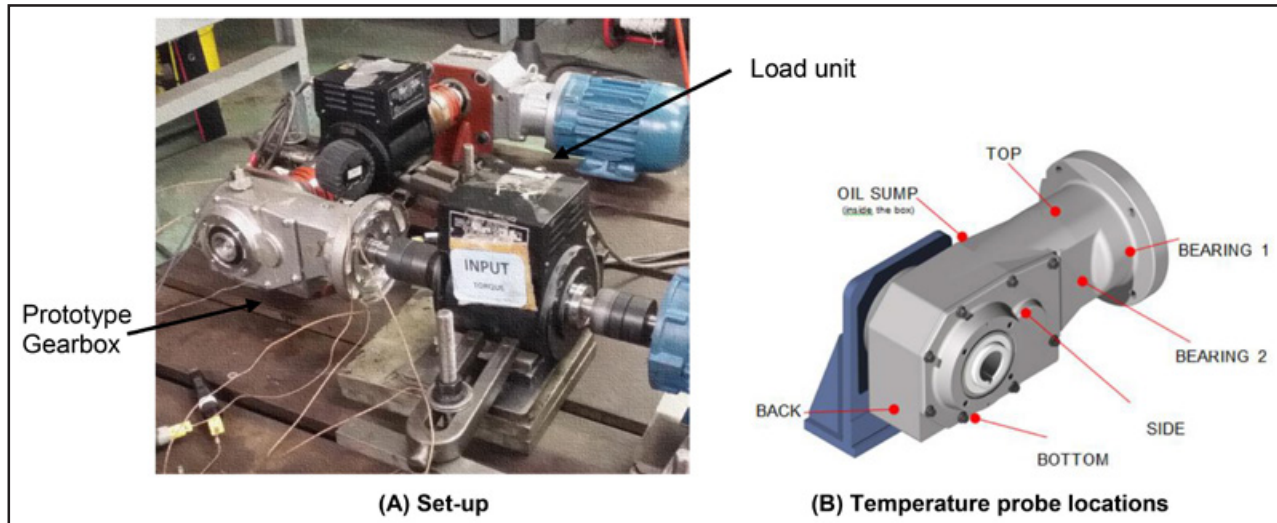 Load unit
INPUT
TORQUE
Prototype
Gearbox
(A) Set-up
TOP
OIL SUMP
(inside the box)
BEARING 1
BEARING 2
BACK
SIDE
BOTTOM
(B) Temperature probe locations